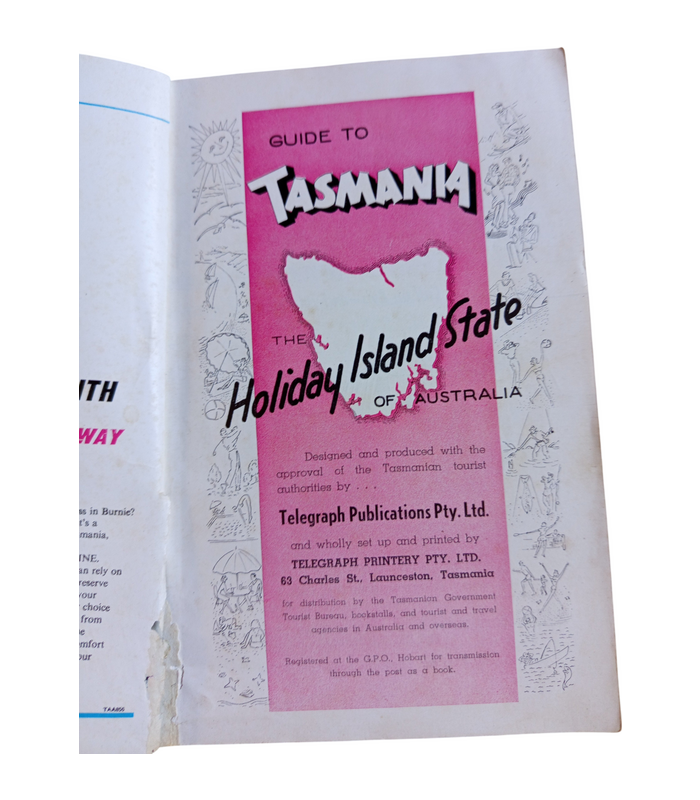 ITH
WAY
ss in Burnie?
t's a
mania,
INE.
an rely on
reserve
your
choice
from
be
comfort
our
TAA655
GUIDE TO
TASMANIA
THE
Holiday Island State
OF AUSTRALIA
Designed and produced with the
approval of the Tasmanian tourist
authorities by . . .
Telegraph Publications Pty. Ltd.
and wholly set up and printed by
TELEGRAPH PRINTERY PTY. LTD.
63 Charles St., Launceston, Tasmania
for distribution by the Tasmanian Government
Tourist Bureau, bookstalls, and tourist and travel
agencies in Australia and overseas.
Registered at the G.P.O., Hobart for transmission
through the post as a book.